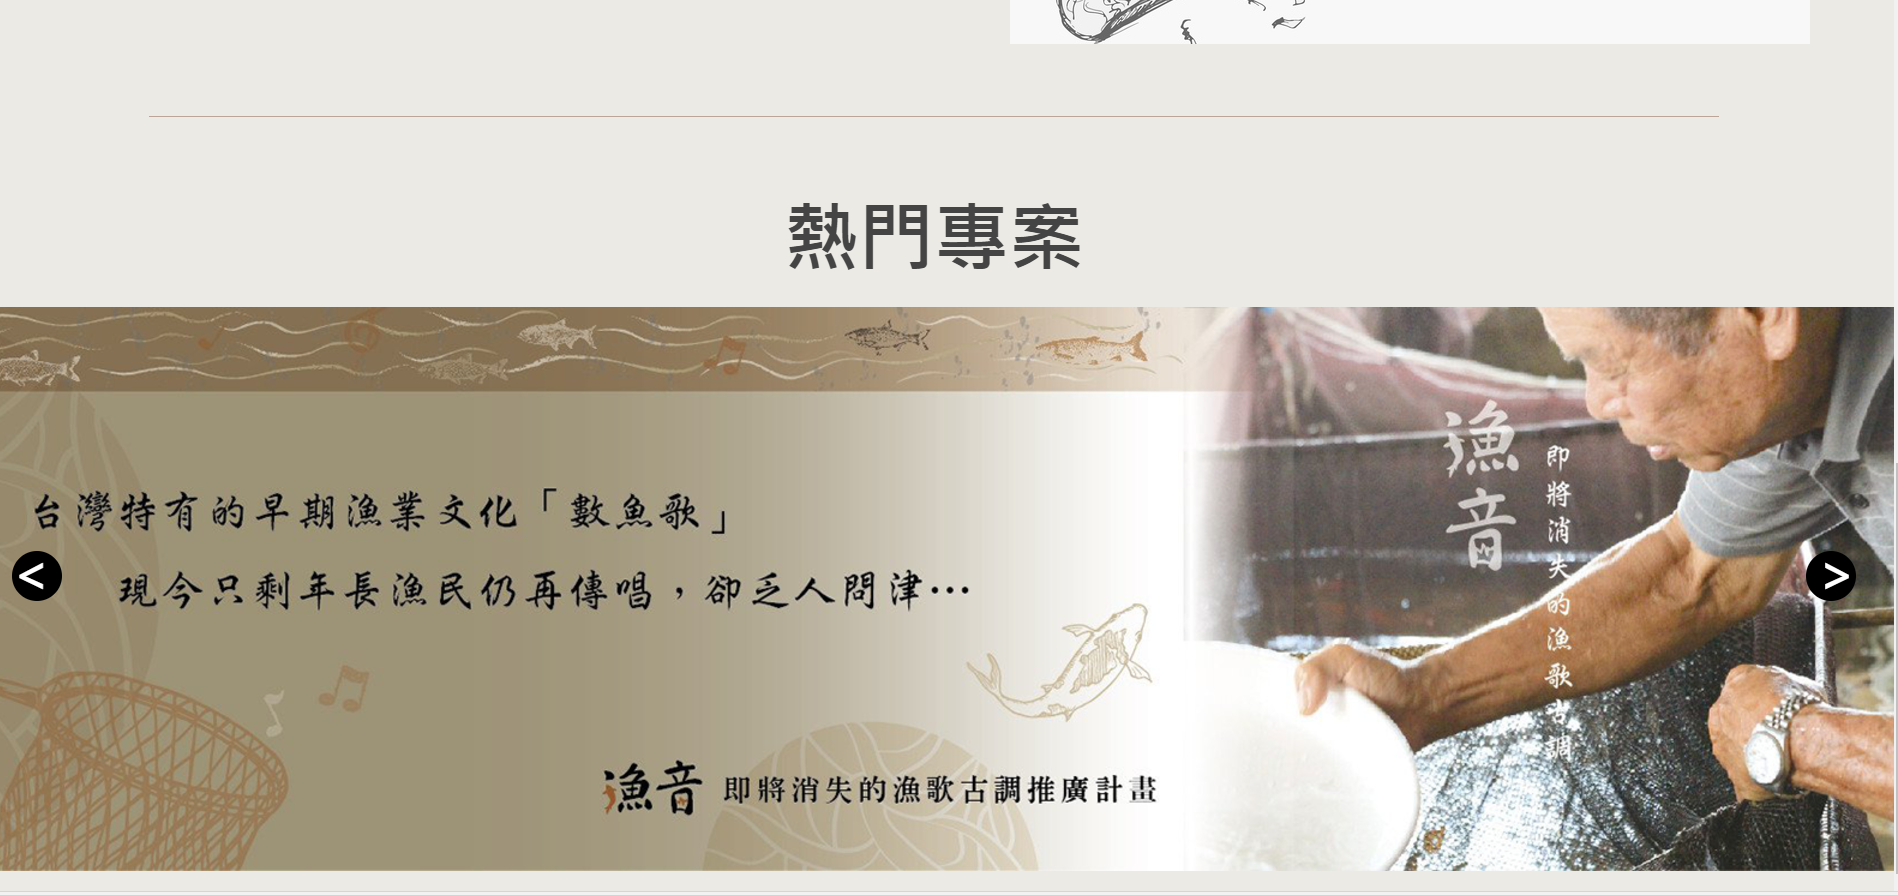 熱門專案
台灣特有的早期漁業文化「數魚歌」
現今只剩年長漁民仍再傳唱，卻乏人問津…
漁音 即將消失的漁歌古調推廣計畫
漁音
即將消失的漁歌古調
<
>